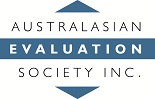 AUSTRALASIAN
EVALUATION
SOCIETY INC.